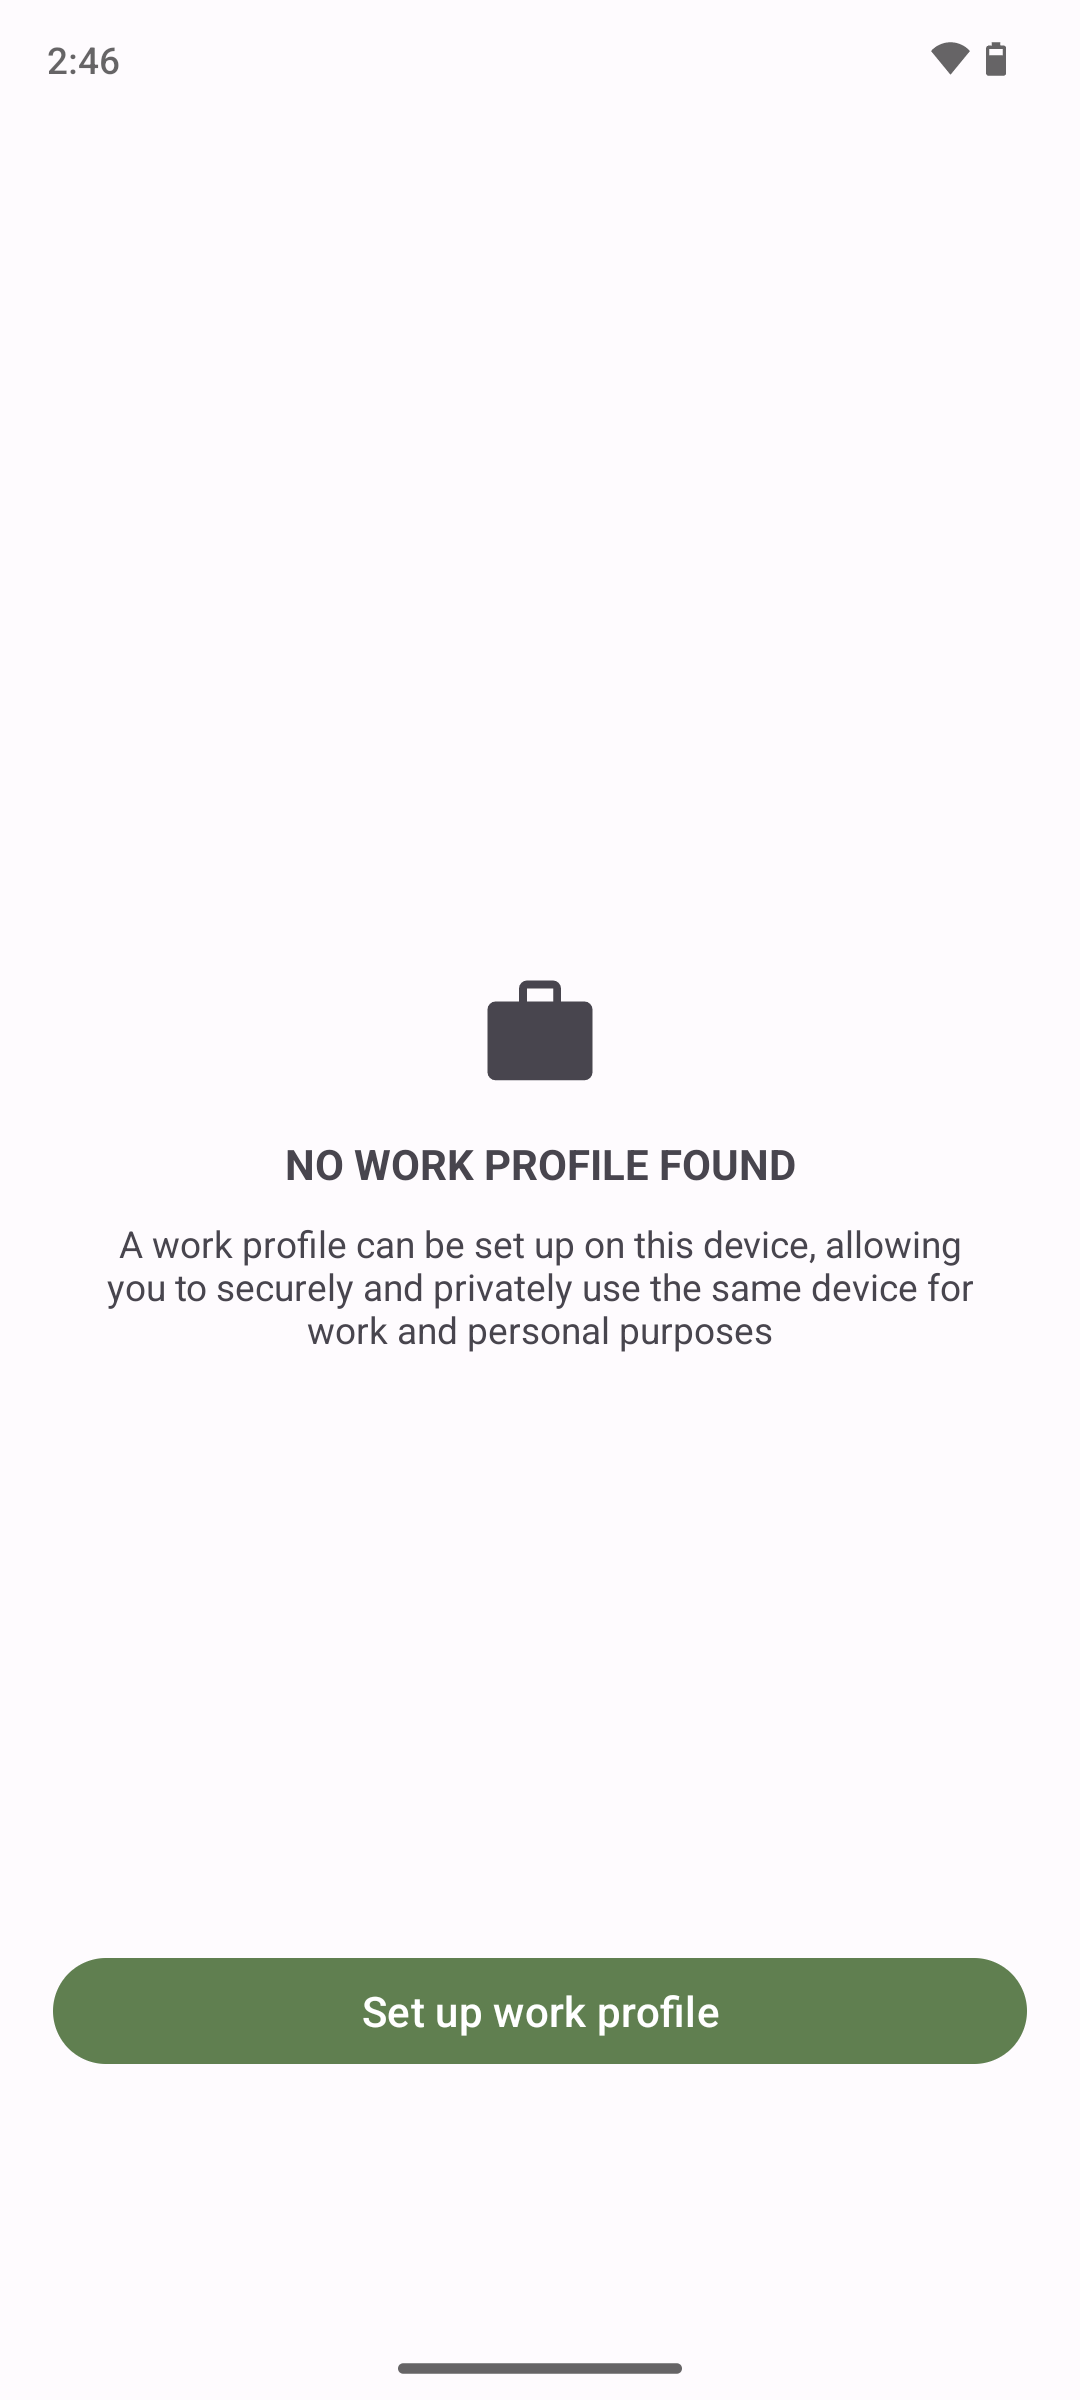 2:46
NO WORK PROFILE FOUND
A work profile can be set up on this device, allowing
you to securely and privately use the same device for
work and personal purposes
Set up work profile